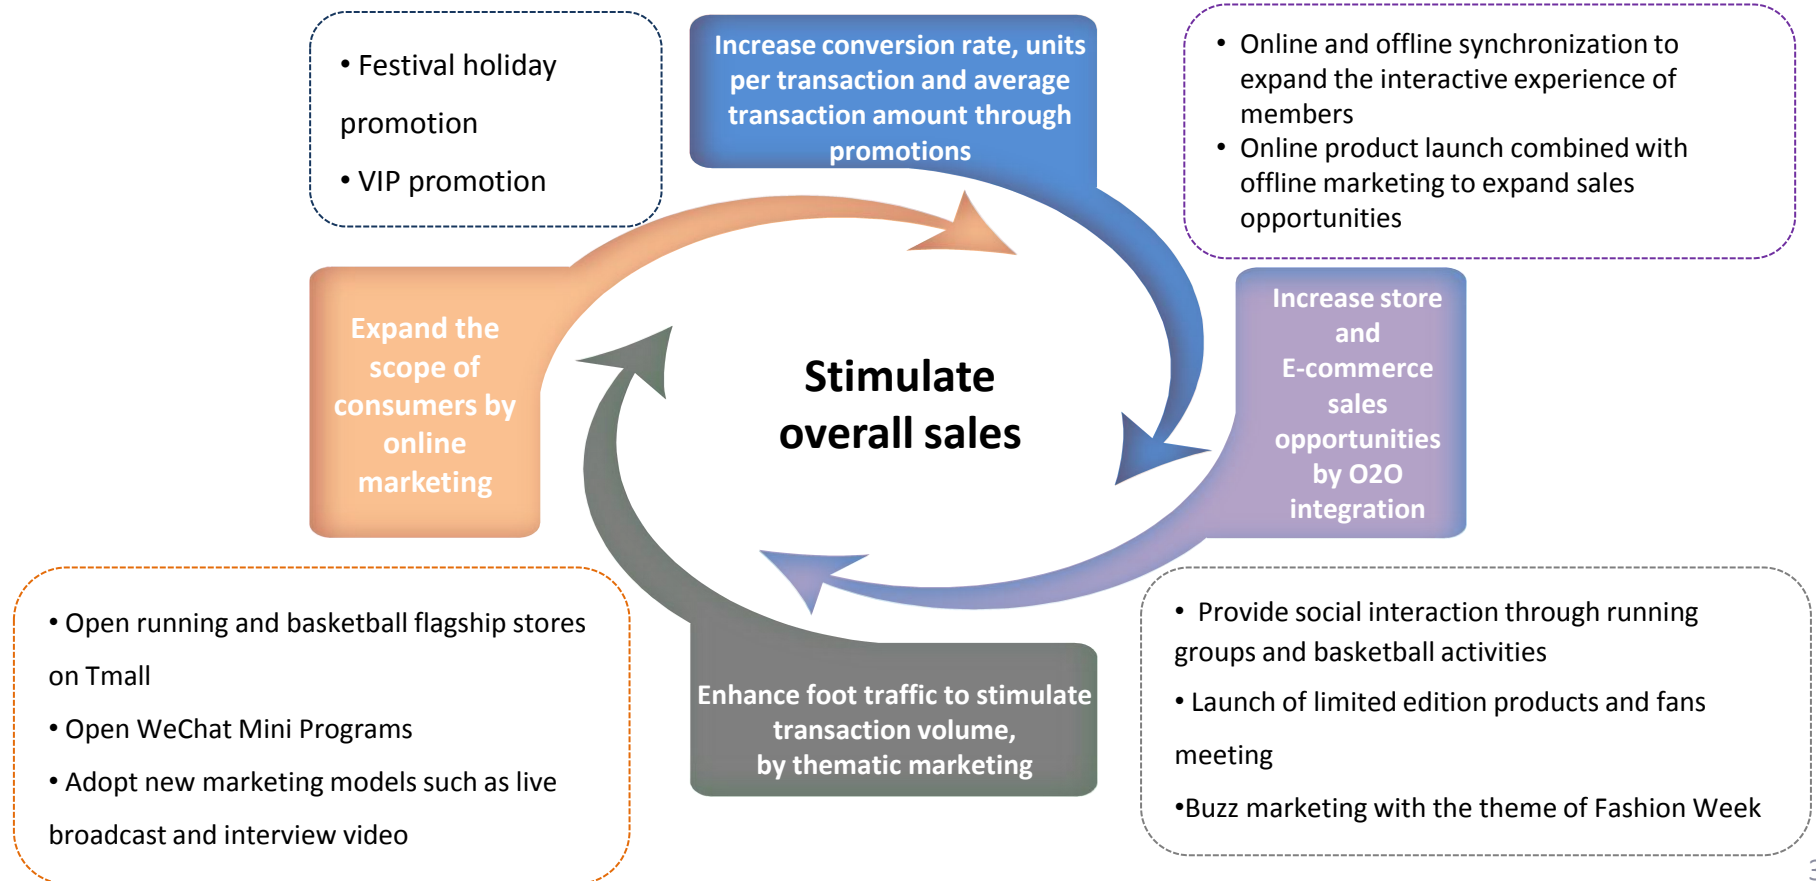 • Festival holiday
promotion
• VIP promotion
Increase conversion rate, units
per transaction and average
transaction amount through
promotions
• Online and offline synchronization to
expand the interactive experience of
members
• Online product launch combined with
offline marketing to expand sales
opportunities
Expand the
scope of
consumers by
online
marketing
Stimulate
overall sales
Increase store
and
E-commerce
sales
opportunities
by O2O
integration
• Open running and basketball flagship stores
on Tmall
• Open WeChat Mini Programs
• Adopt new marketing models such as live
broadcast and interview video
Enhance foot traffic to stimulate
transaction volume,
by thematic marketing
• Provide social interaction through running
groups and basketball activities
• Launch of limited edition products and fans
meeting
•Buzz marketing with the theme of Fashion Week